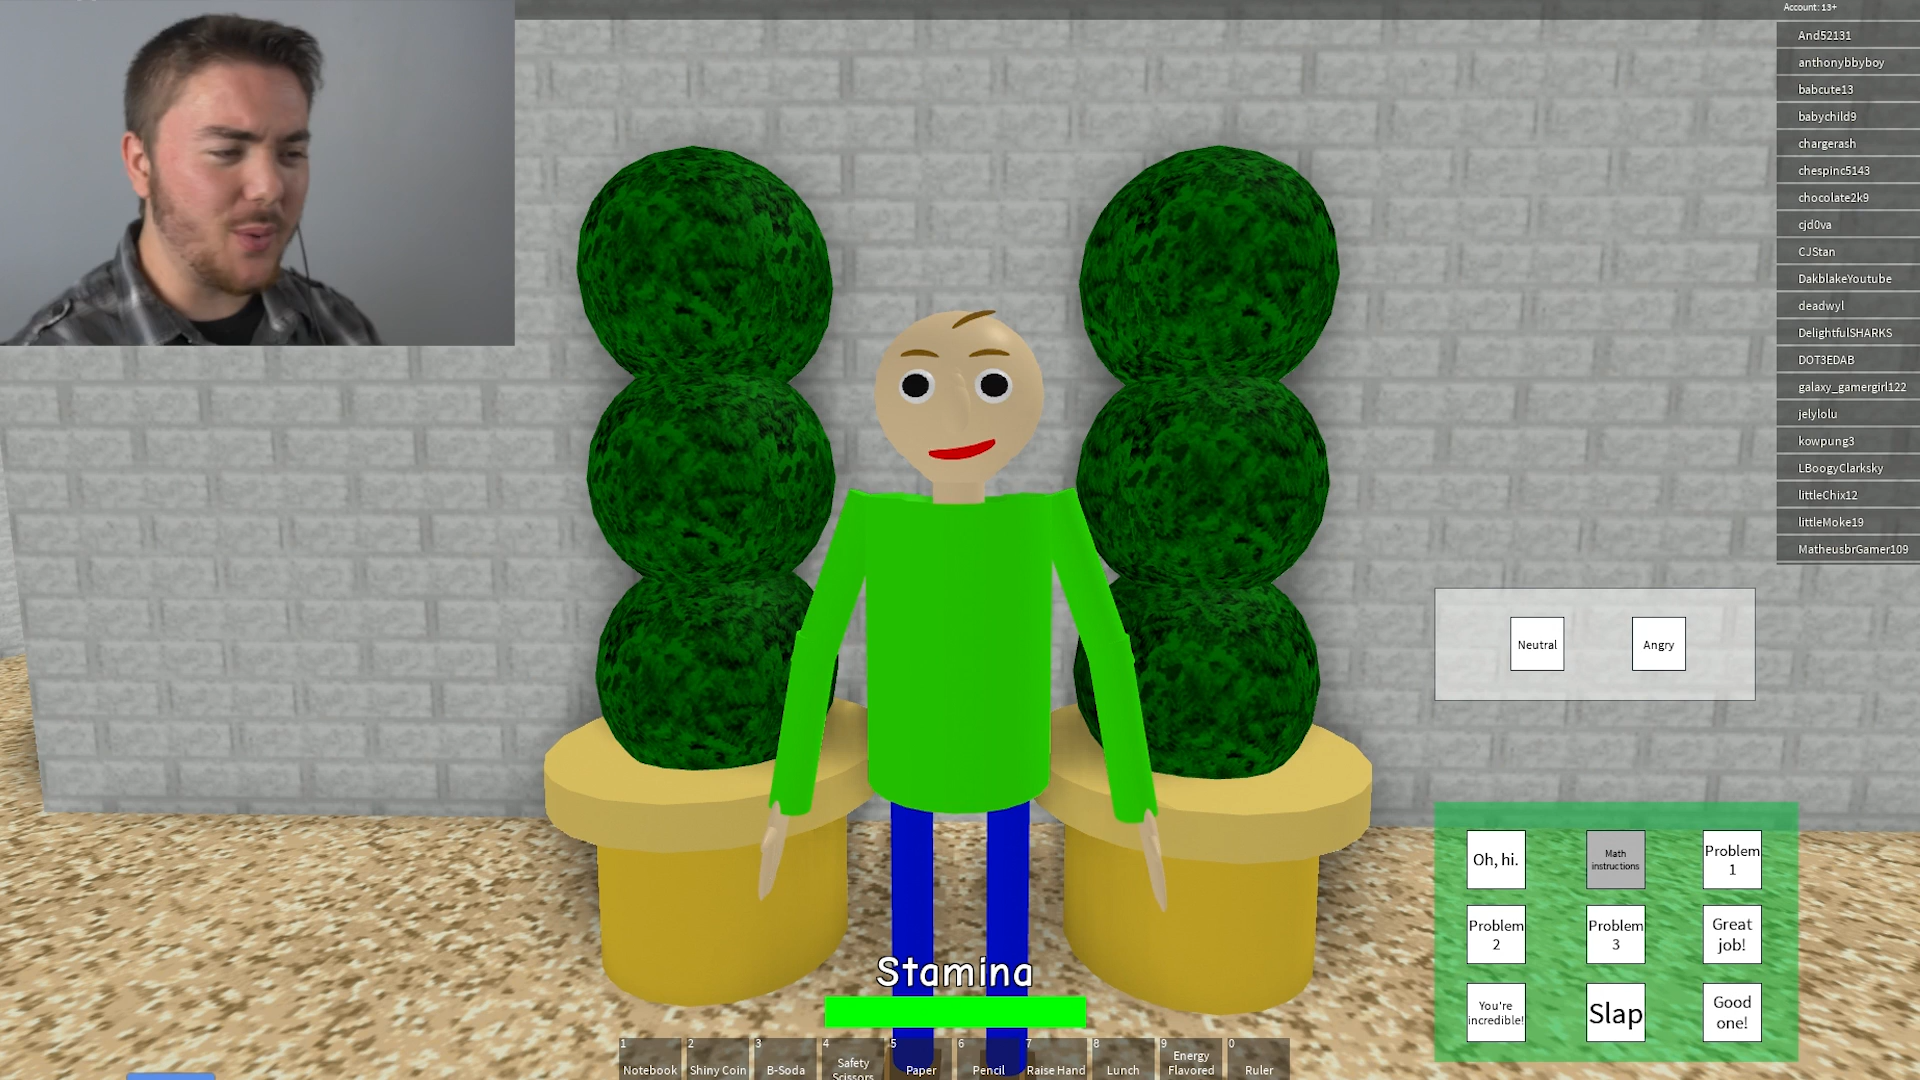 Account: 13+
And52131
anthonybbyboy
babcute13
babychild9
chargerash
chespinc5143
chocolate2k9
cjd0va
CJStan
DakblakeYoutube
deadwyl
DelightfulSHARKS
DOT3EDAB
galaxy_gamergirl122
jelylolu
kowpung3
LBoogyClarksky
littleChix12
littleMoke19
MatheusbrGamer109
Neutral
Angry
Oh, hi.
Math
instructions
Problem
1
Problem
2
Problem
3
Great
job!
You're
incredible!
Slap
Good
one!
Stamina
1
Notebook
2
Shiny Coin
3
B-Soda
4
Safety
Scissors
5
Paper
6
Pencil
7
Raise Hand
8
Lunch
9
Energy
Flavored
0
Ruler